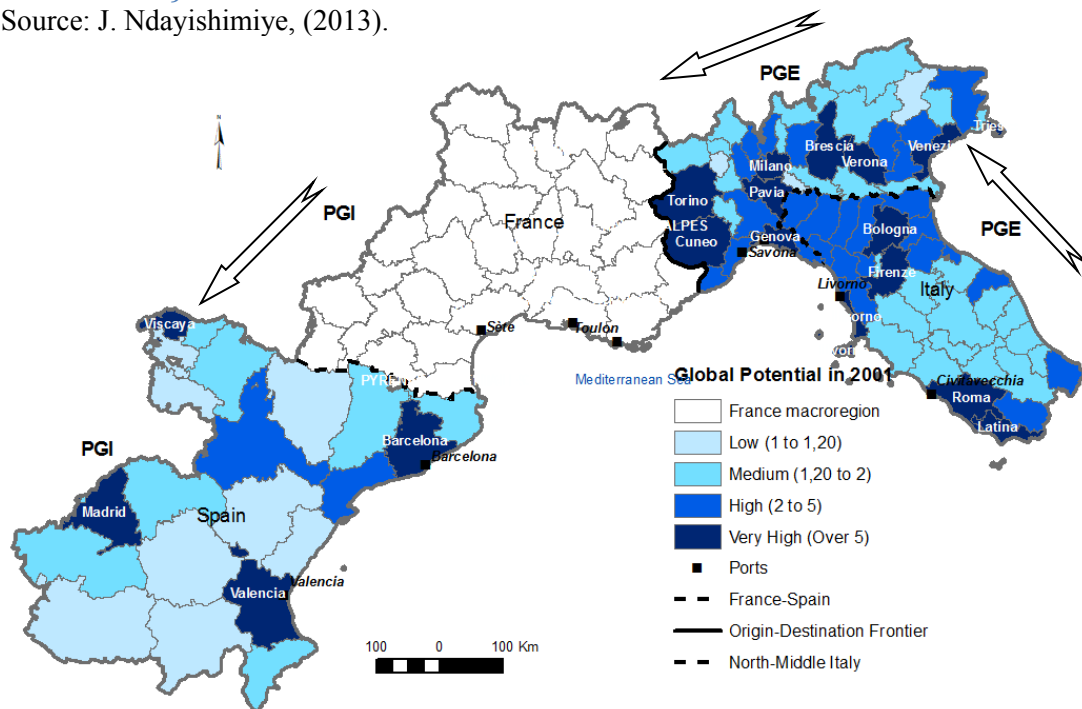 Source: J. Ndayishimiye, (2013).
PGE
N
Brescia
Venezi
Milano
Verona
PGI
Pavia
Torino
France
Bologna
ALPES
PGE
Cuneo
Genova
Savona
Firenze
Italy
Livorno
orno
Viscaya
Sète
Toulon
Mediterranean Sea
Global Potential in 2001
Civitavecchia
France macroregion
Roma
Low (1 to 1,20)
Latina
Barcelona
PGI
Barcelona
Medium (1,20 to 2)
High (2 to 5)
Madrid
Spain
Very High (Over 5)
Ports
Valencia
Valencia
France-Spain
Origin-Destination Frontier
100 0 100 Km
North-Middle Italy